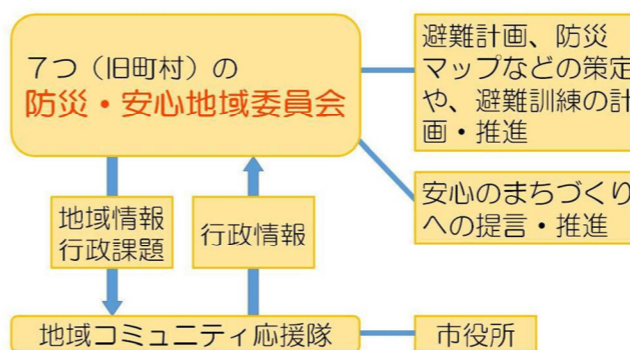 7つ（旧町村）の
防災・安心地域委員会
避難計画、防災
マップなどの策定
や、避難訓練の計
画・推進
安心のまちづくり
への提言・推進
地域情報
行政課題
行政情報
地域コミュニティ応援隊
市役所